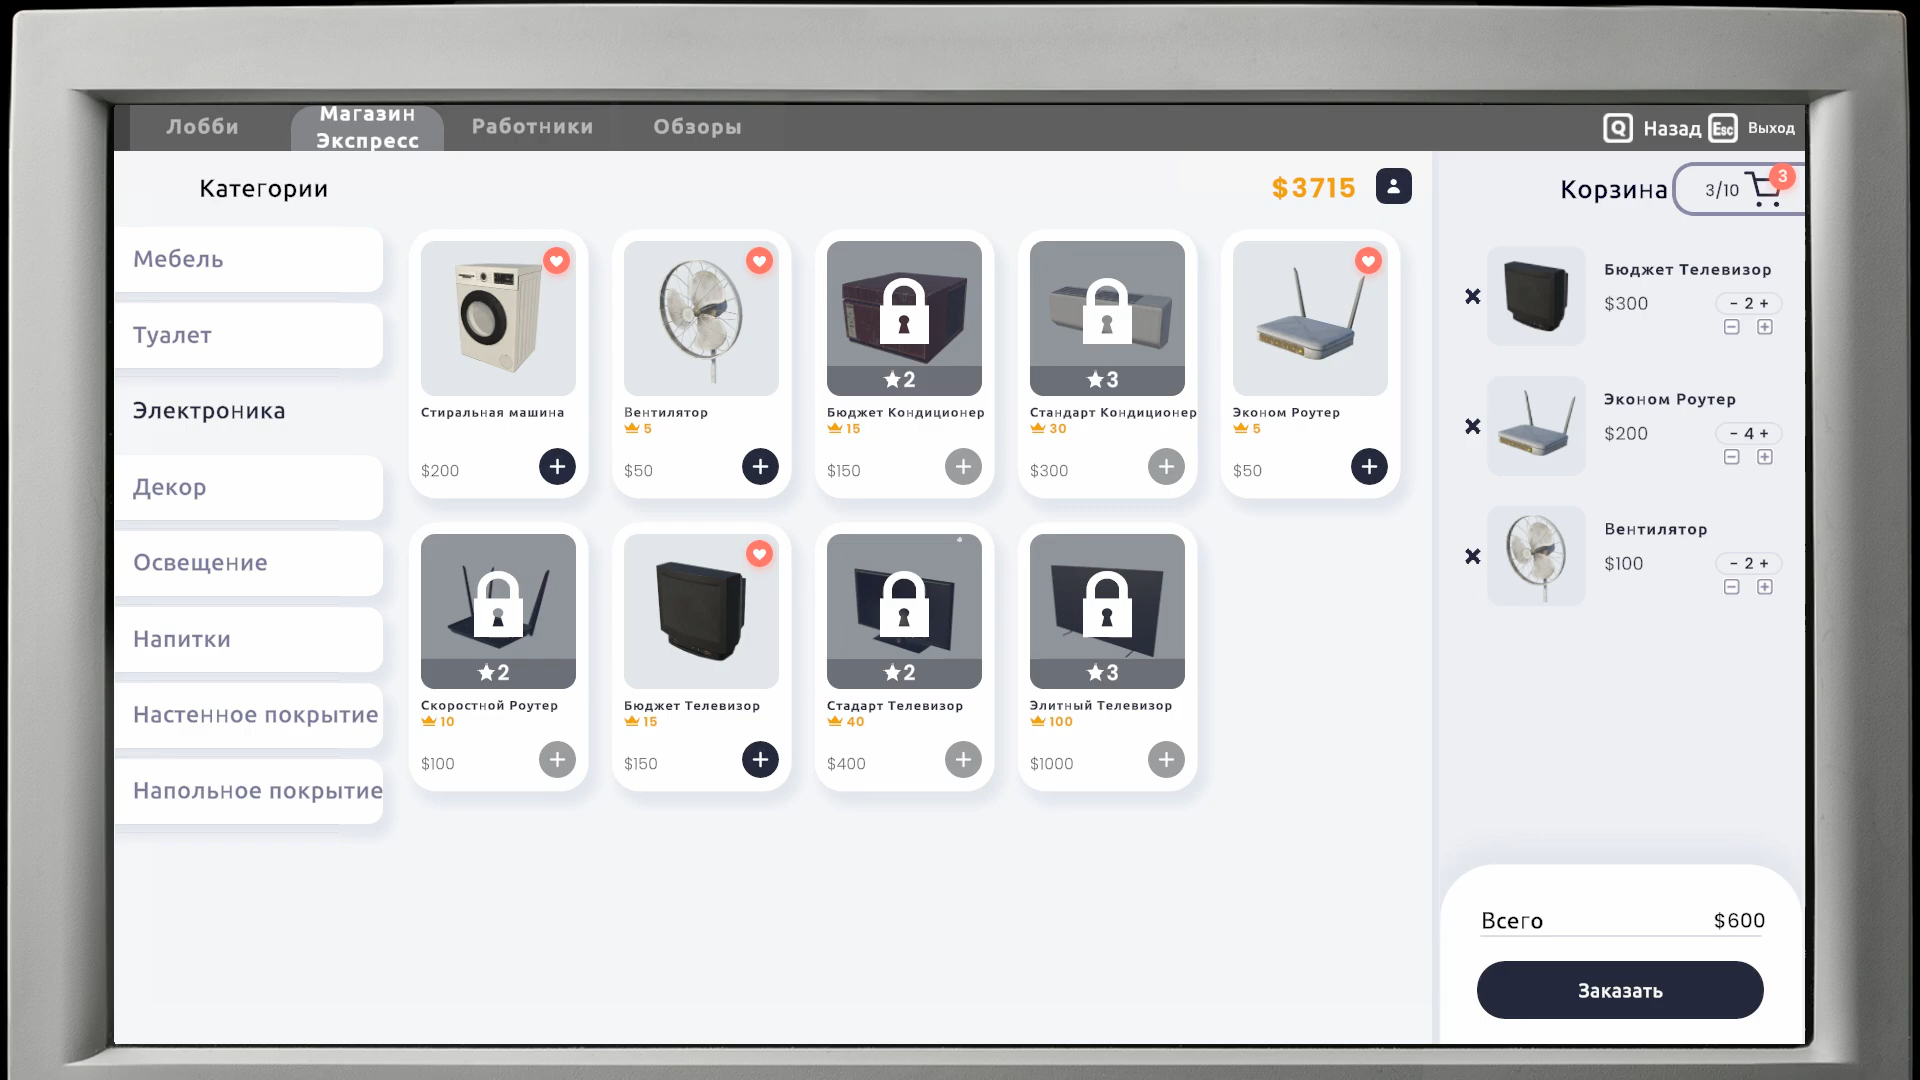 Лобби
Магазин
Экспресс
Работники
Обзоры
Q Назад Esc Выход
Категории
$3715
Корзина
3/10
3
Мебель
Туалет
Электроника
Декор
Освещение
Напитки
Настенное покрытие
Напольное покрытие
Стиральная машина
$200
Вентилятор
5
$50
2
Бюджет Кондиционер
15
$150
3
Стандарт Кондиционер
30
$300
Эконом Роутер
5
$50
2
Скоростной Роутер
10
$100
Бюджет Телевизор
15
$150
2
Стадарт Телевизор
40
$400
3
Элитный Телевизор
100
$1000
Бюджет Телевизор
$300
- 2 +
Эконом Роутер
$200
- 4 +
Вентилятор
$100
- 2 +
Всего $600
Заказать